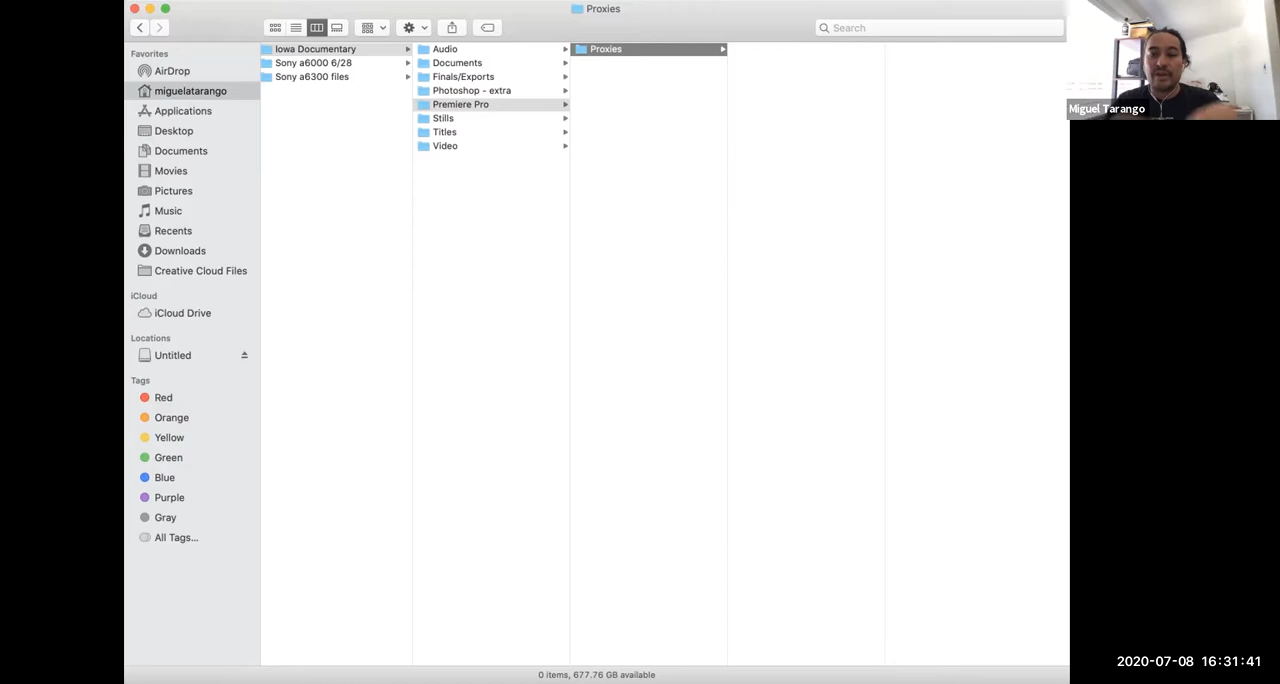 Proxies
Search
Favorites
AirDrop
miguelatarango
Applications
Desktop
Documents
Movies
Pictures
Music
Recents
Downloads
Creative Cloud Files
iCloud
iCloud Drive
Locations
Untitled
Tags
Red
Orange
Yellow
Green
Blue
Purple
Gray
All Tags...
Iowa Documentary
Sony a6000 6/28
Sony a6300 files
Audio
Documents
Finals/Exports
Photoshop - extra
Premiere Pro
Stills
Titles
Video
Proxies
0 items, 677.76 GB available
Miguel Tarango
2020-07-08 16:31:41